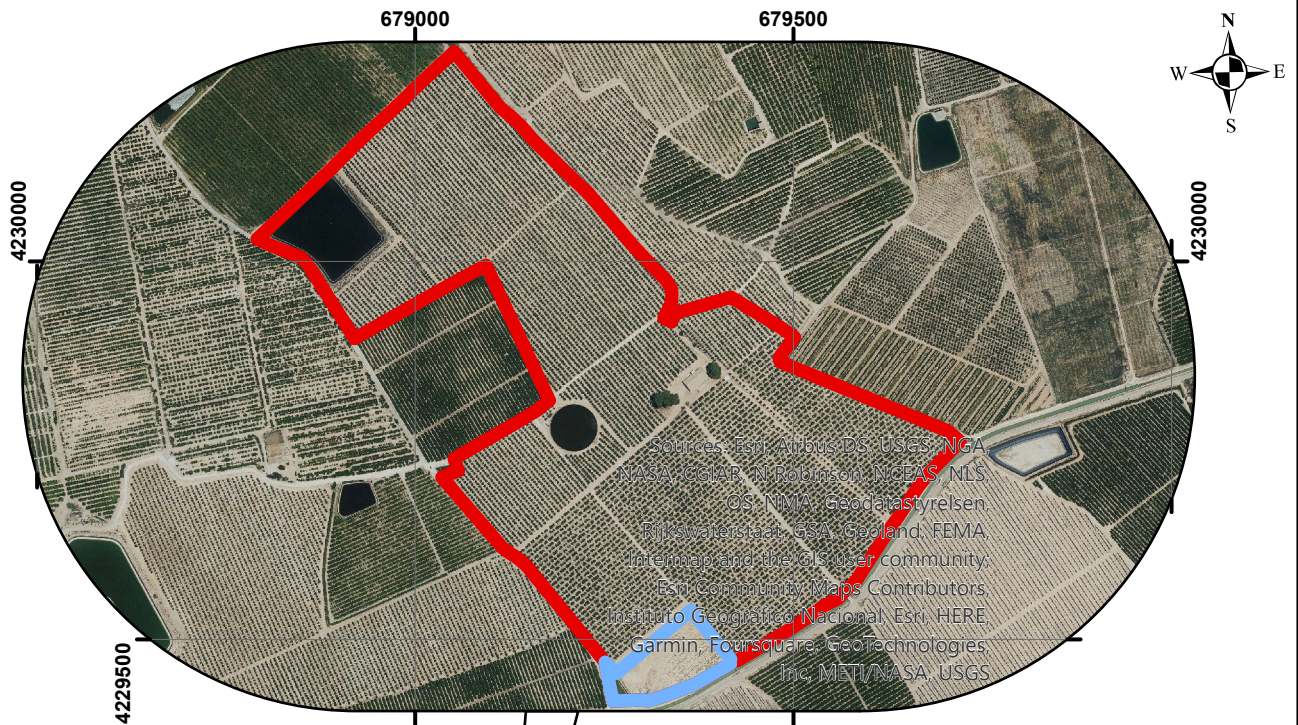 679000
679500
N
W
E
S
4230000
4230000
Sources: Esri, Airbus DS, USGS, NGA,
NASA, CGIAR, N Robinson, NCEAS, NLS,
OS, NMA, Geodatastyrelsen,
Rijkswaterstaat, GSA, Geoland, FEMA,
Intermap and the GIS user community;
Esri Community Maps Contributors,
Instituto Geográfico Nacional, Esri, HERE,
Garmin, Foursquare, GeoTechnologies,
Inc, METI/NASA, USGS
4229500